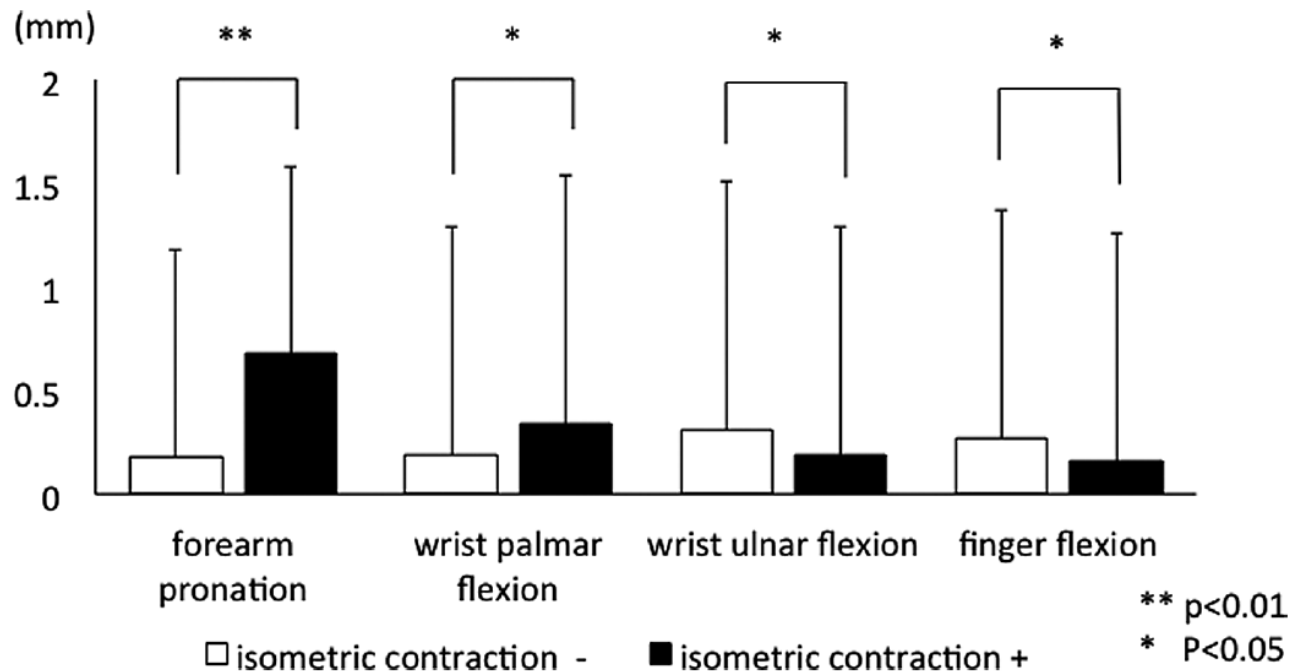 (mm)
** * * *
2
1.5
1
0.5
0
forearm pronation
wrist palmar flexion
wrist ulnar flexion
finger flexion
** p<0.01
* P<0.05
□ isometric contraction -
■ isometric contraction +